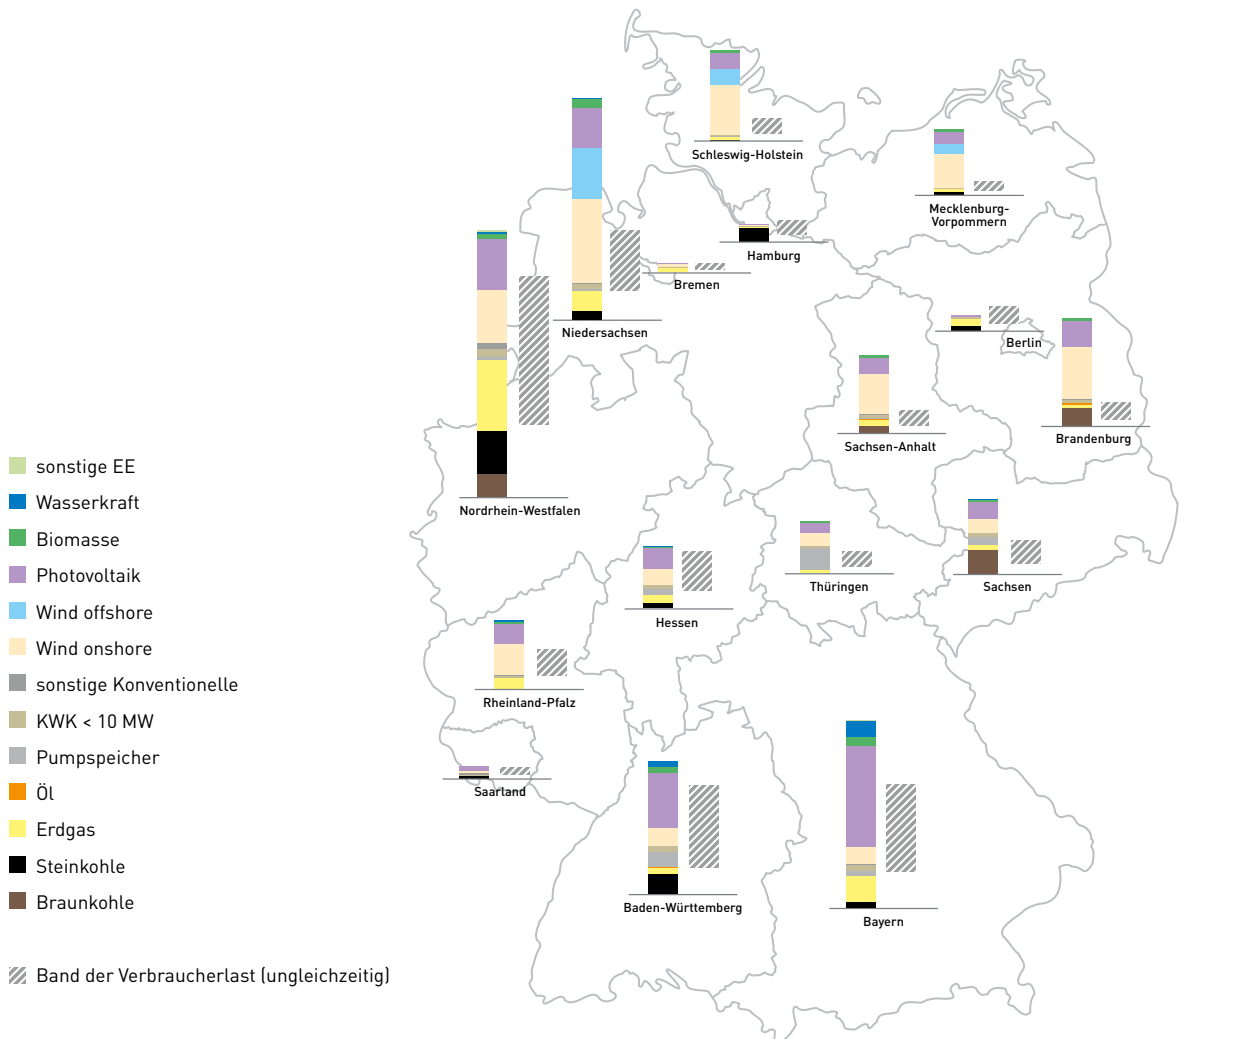 Schleswig-Holstein
Mecklenburg-
Vorpommern
Hamburg
Bremen
Niedersachsen
Berlin
Brandenburg
Sachsen-Anhalt
Nordrhein-Westfalen
Thüringen
Sachsen
Hessen
Rheinland-Pfalz
Saarland
Baden-Württemberg
Bayern
sonstige EE
Wasserkraft
Biomasse
Photovoltaik
Wind offshore
Wind onshore
sonstige Konventionelle
KWK < 10 MW
Pumpspeicher
Öl
Erdgas
Steinkohle
Braunkohle
Band der Verbraucherlast (ungleichzeitig)